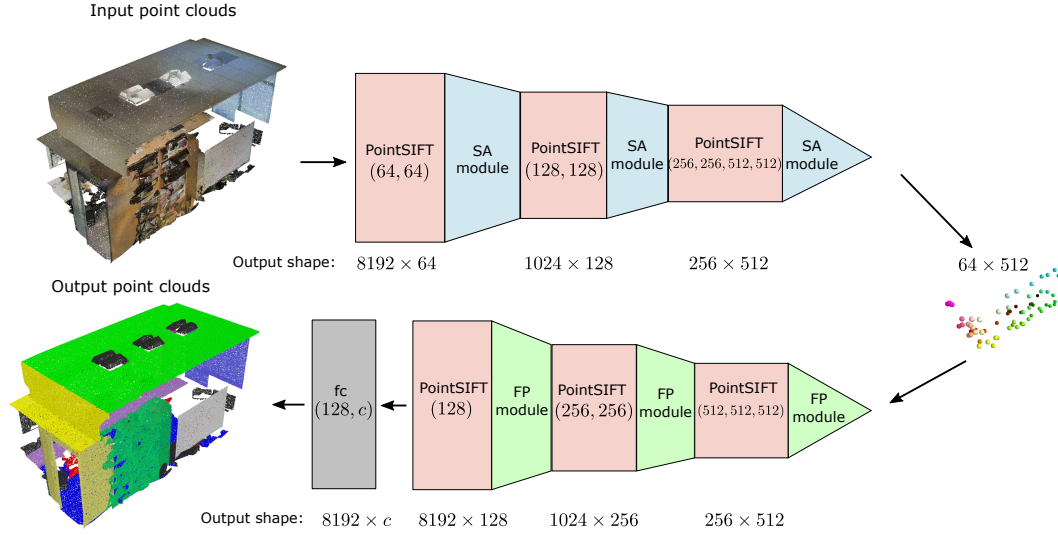 Input point clouds
PointSIFT
(64, 64)
SA
module
PointSIFT
(128, 128)
SA
module
PointSIFT
(256, 256, 512, 512)
SA
module
Output shape:
8192 × 64
1024 × 128
256 × 512
64 × 512
Output point clouds
fc
(128, c)
PointSIFT
(128)
FP
module
PointSIFT
(256, 256)
FP
module
PointSIFT
(512, 512, 512)
FP
module
Output shape:
8192 × c
8192 × 128
1024 × 256
256 × 512